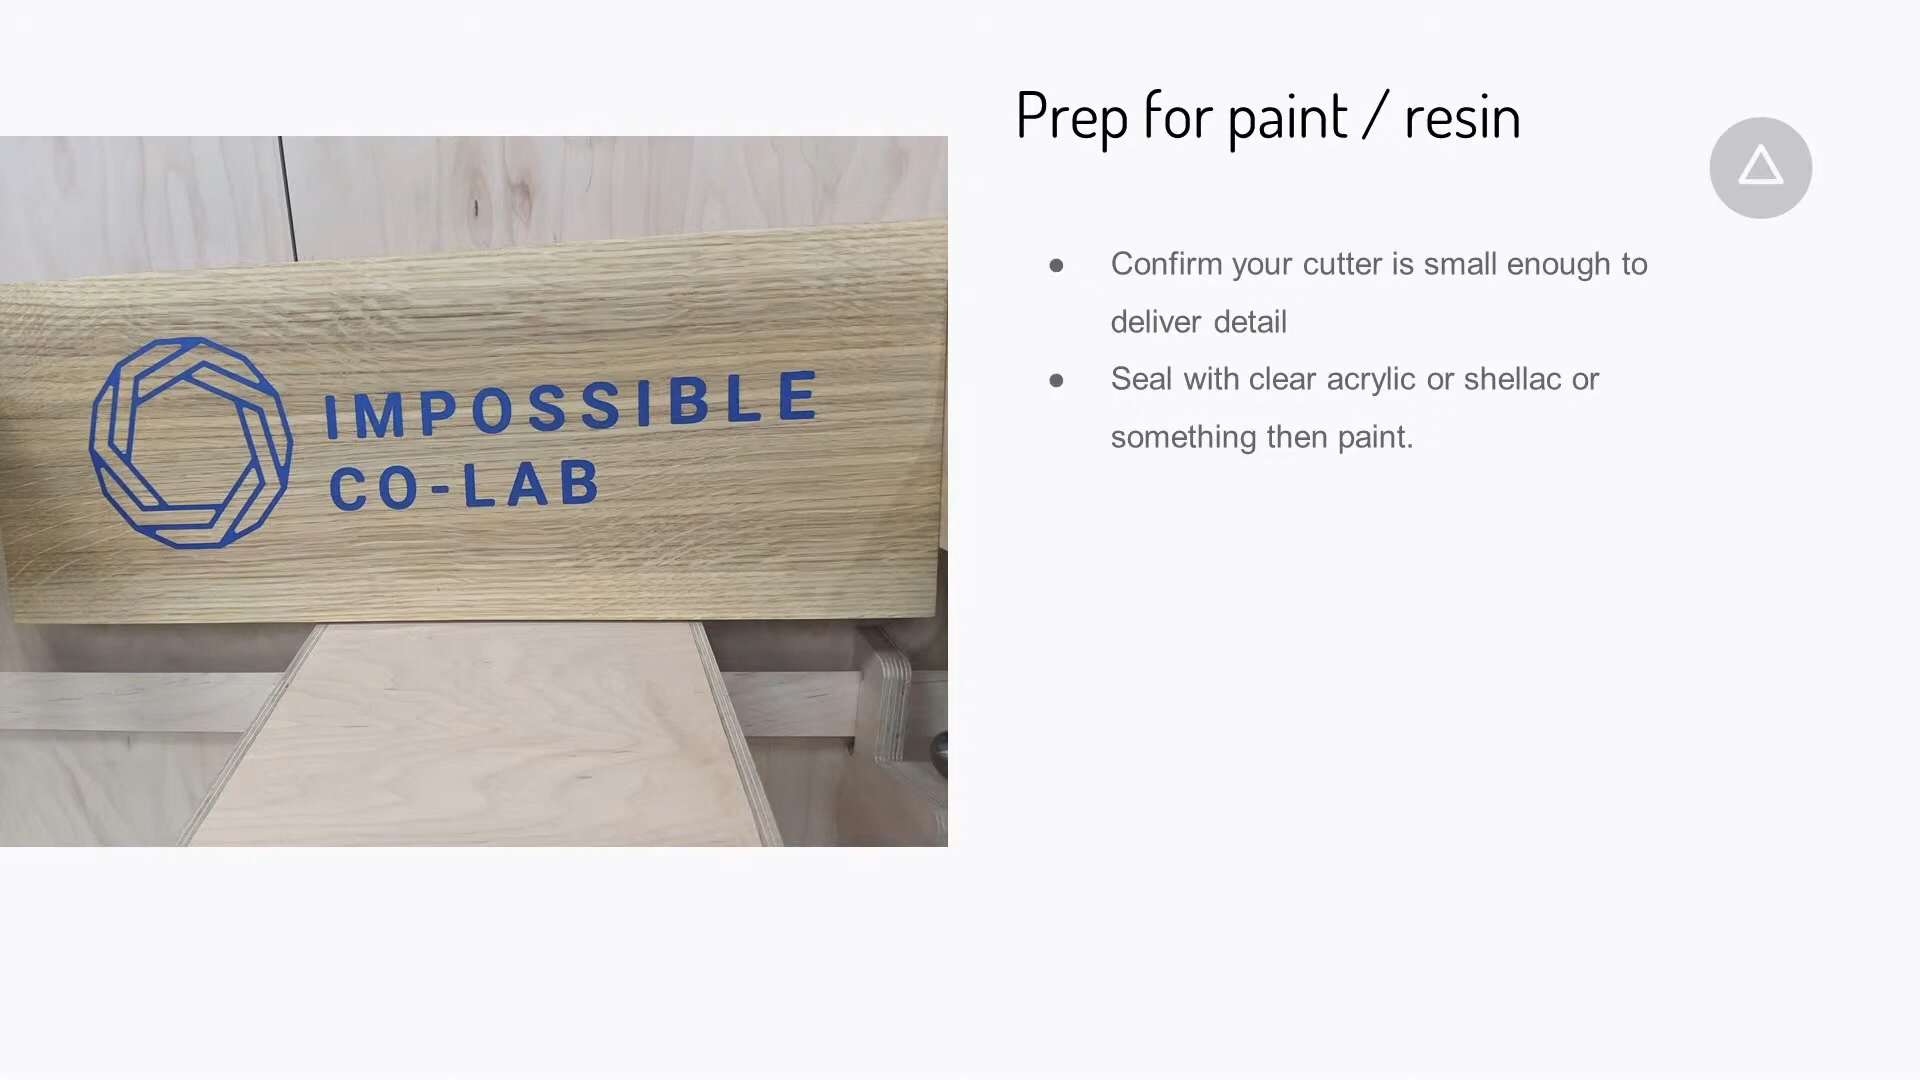 Prep for paint / resin
IMPOSSIBLE
CO-LAB
● Confirm your cutter is small enough to
deliver detail
● Seal with clear acrylic or shellac or
something then paint.